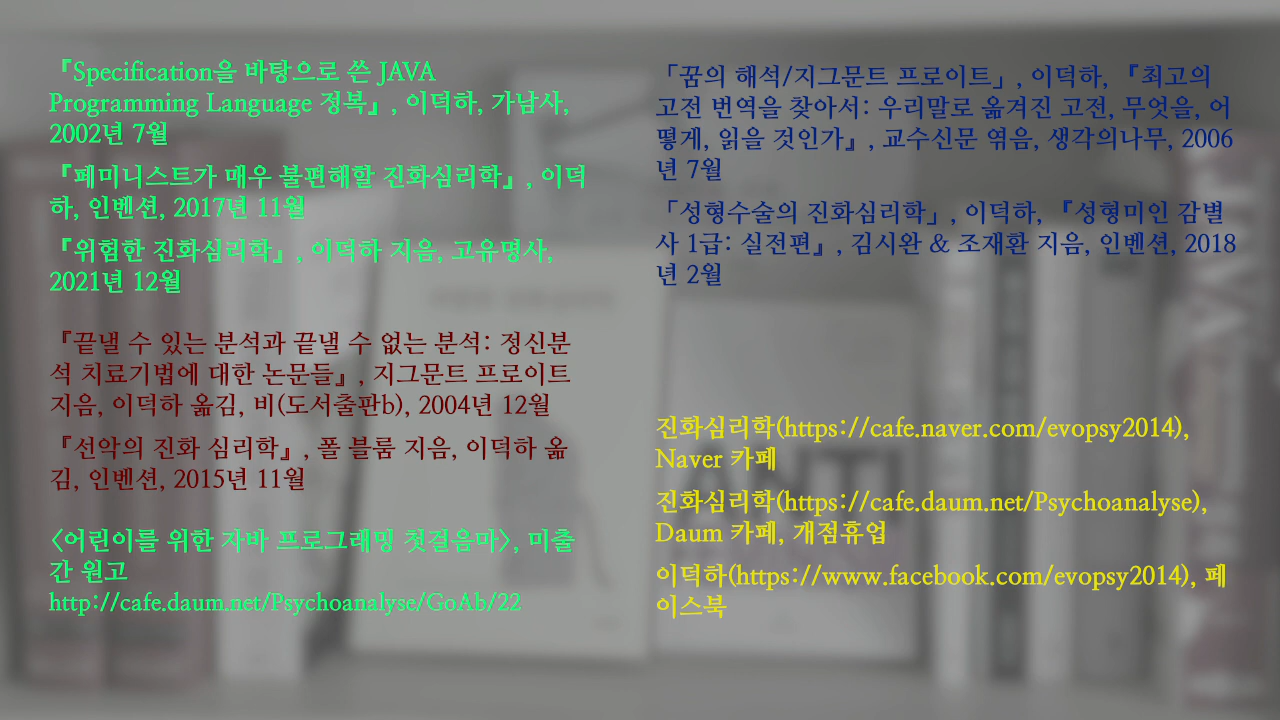 『Specification을 바탕으로 쓴 JAVA
Programming Language 정복』, 이덕하, 가남사,
2002년 7월
『페미니스트가 매우 불편해할 진화심리학』, 이덕
하, 인벤션, 2017년 11월
『위험한 진화심리학』, 이덕하 지음, 고유명사,
2021년 12월
『끝낼 수 있는 분석과 끝낼 수 없는 분석: 정신분
석 치료기법에 대한 논문들』, 지그문트 프로이트
지음, 이덕하 옮김, 비(도서출판b), 2004년 12월
『선악의 진화 심리학』, 폴 블룸 지음, 이덕하 옮
김, 인벤션, 2015년 11월
<어린이를 위한 자바 프로그래밍 첫걸음마>, 미출
간 원고
http://cafe.daum.net/Psychoanalyse/GoAb/22
「꿈의 해석/지그문트 프로이트」, 이덕하, 『최고의
고전 번역을 찾아서: 우리말로 옮겨진 고전, 무엇을, 어
떻게, 읽을 것인가』, 교수신문 엮음, 생각의나무, 2006
년 7월
「성형수술의 진화심리학」, 이덕하, 『성형미인 감별
사 1급: 실전편』, 김시완 & 조재환 지음, 인벤션, 2018
년 2월
진화심리학(https://cafe.naver.com/evopsy2014),
Naver 카페
진화심리학(https://cafe.daum.net/Psychoanalyse),
Daum 카페, 개점휴업
이덕하(https://www.facebook.com/evopsy2014), 페
이스북